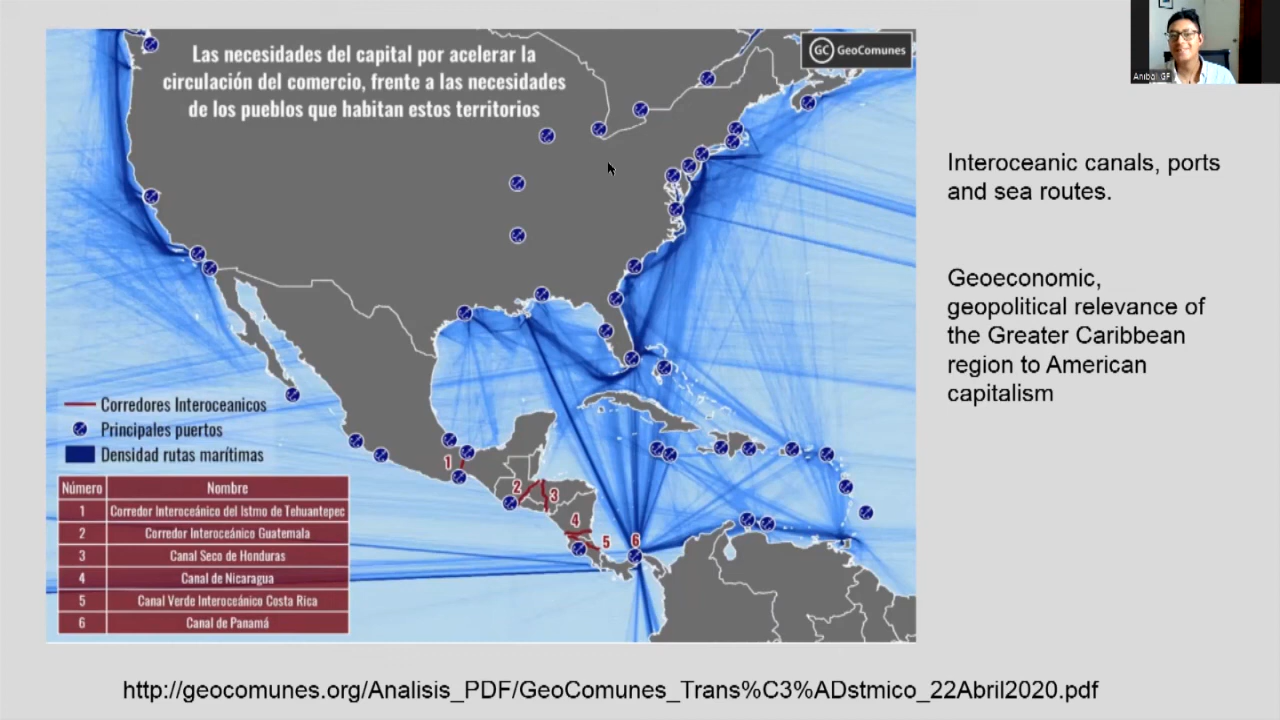 Las necesidades del capital por acelerar la
circulación del comercio, frente a las necesidades
de los pueblos que habitan estos territorios
GC GeoComunes
Anibal GF
Interoceanic canals, ports
and sea routes.
Geoeconomic,
geopolitical relevance of
the Greater Caribbean
region to American
capitalism
Corredores Interoceanicos
Principales puertos
Densidad rutas marítimas
1
2
3
4
5
6
Número Nombre
1 Corredor Interoceánico del Istmo de Tehuantepec
2 Corredor Interoceánico Guatemala
3 Canal Seco de Honduras
4 Canal de Nicaragua
5 Canal Verde Interoceánico Costa Rica
6 Canal de Panamá
http://geocomunes.org/Analisis_PDF/GeoComunes_Trans%C3%ADstmico_22Abril2020.pdf